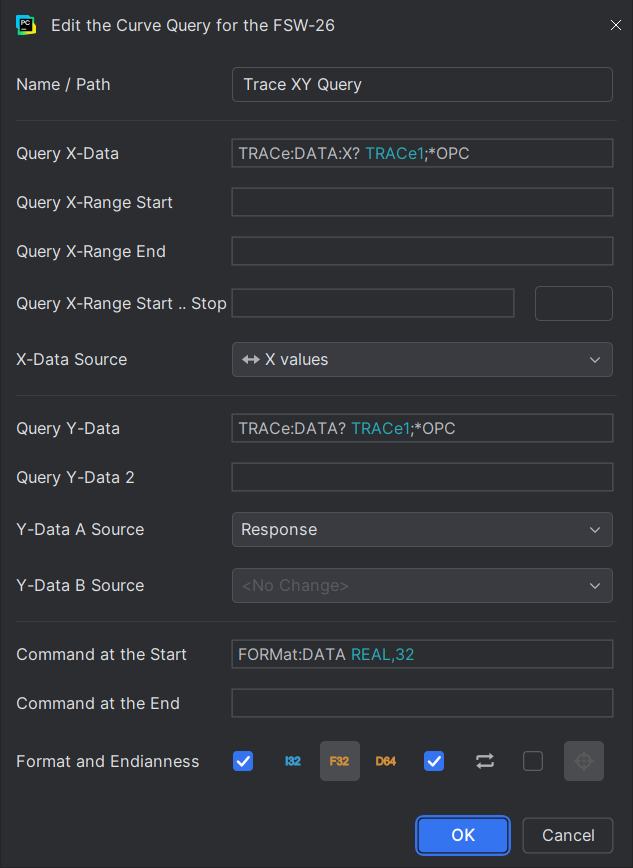 PC
Edit the Curve Query for the FSW-26
Name / Path
Trace XY Query
Query X-Data
TRACe:DATA:X? TRACe1;*OPC
Query X-Range Start
Query X-Range End
Query X-Range Start .. Stop
X-Data Source
X values
Query Y-Data
TRACe:DATA? TRACe1;*OPC
Query Y-Data 2
Y-Data A Source
Response
Y-Data B Source
<No Change>
Command at the Start
FORMat:DATA REAL,32
Command at the End
Format and Endianness
I32
F32
D64
OK
Cancel